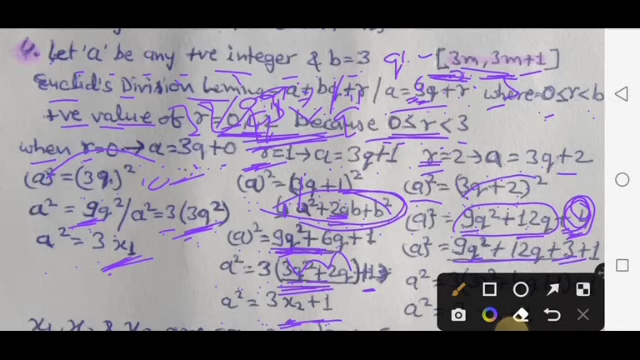 4. Let 'a' be any +ve integer & b=3 q' - [3m, 3m+1]
Euclid's Division lemma a = bq+r / a=3q+r where=0≤r<b
+ve value of r=0, because 0≤r<3
when r=0→a=3q+0 r=1→a=3q+1 r=2→a=3q+2
(a)²=(3q)² (a)²=(3q+1)² (a)²=(3q+2)²
a²=9q²/a²=3(3q²) a²+2ab+b² (a)²=9q²+12q+4
a²=3x₁ (a)²=9q²+6q+1 (a)²=9q²+12q+3+1
a²=3(3q²+2q)+1 a²=3
a²=3x₂+1 a²=